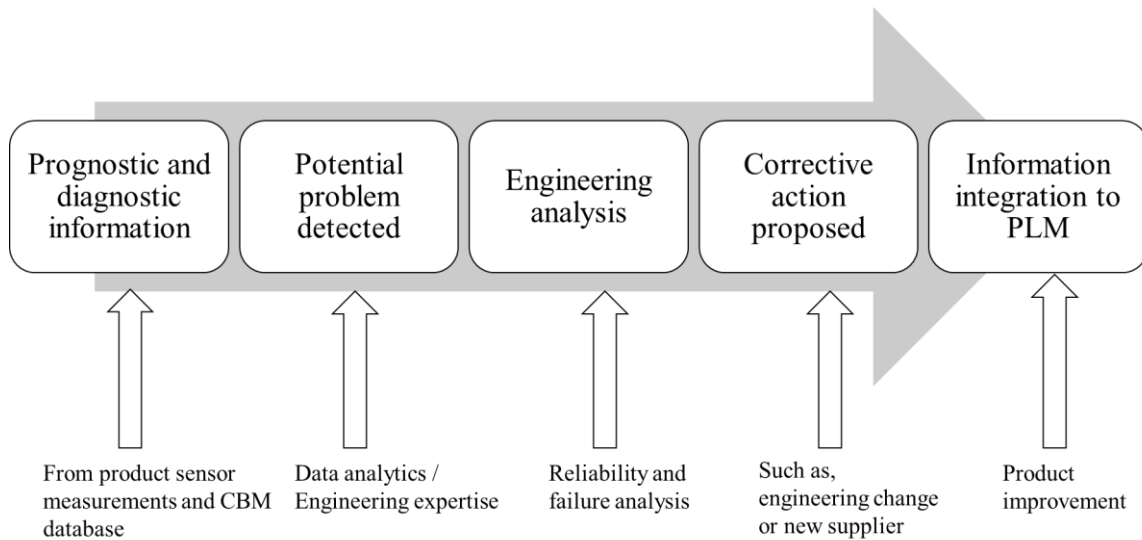 Prognostic and
diagnostic
information
Potential
problem
detected
Engineering
analysis
Corrective
action
proposed
Information
integration to
PLM
From product sensor
measurements and CBM
database
Data analytics /
Engineering expertise
Reliability and
failure analysis
Such as,
engineering change
or new supplier
Product
improvement